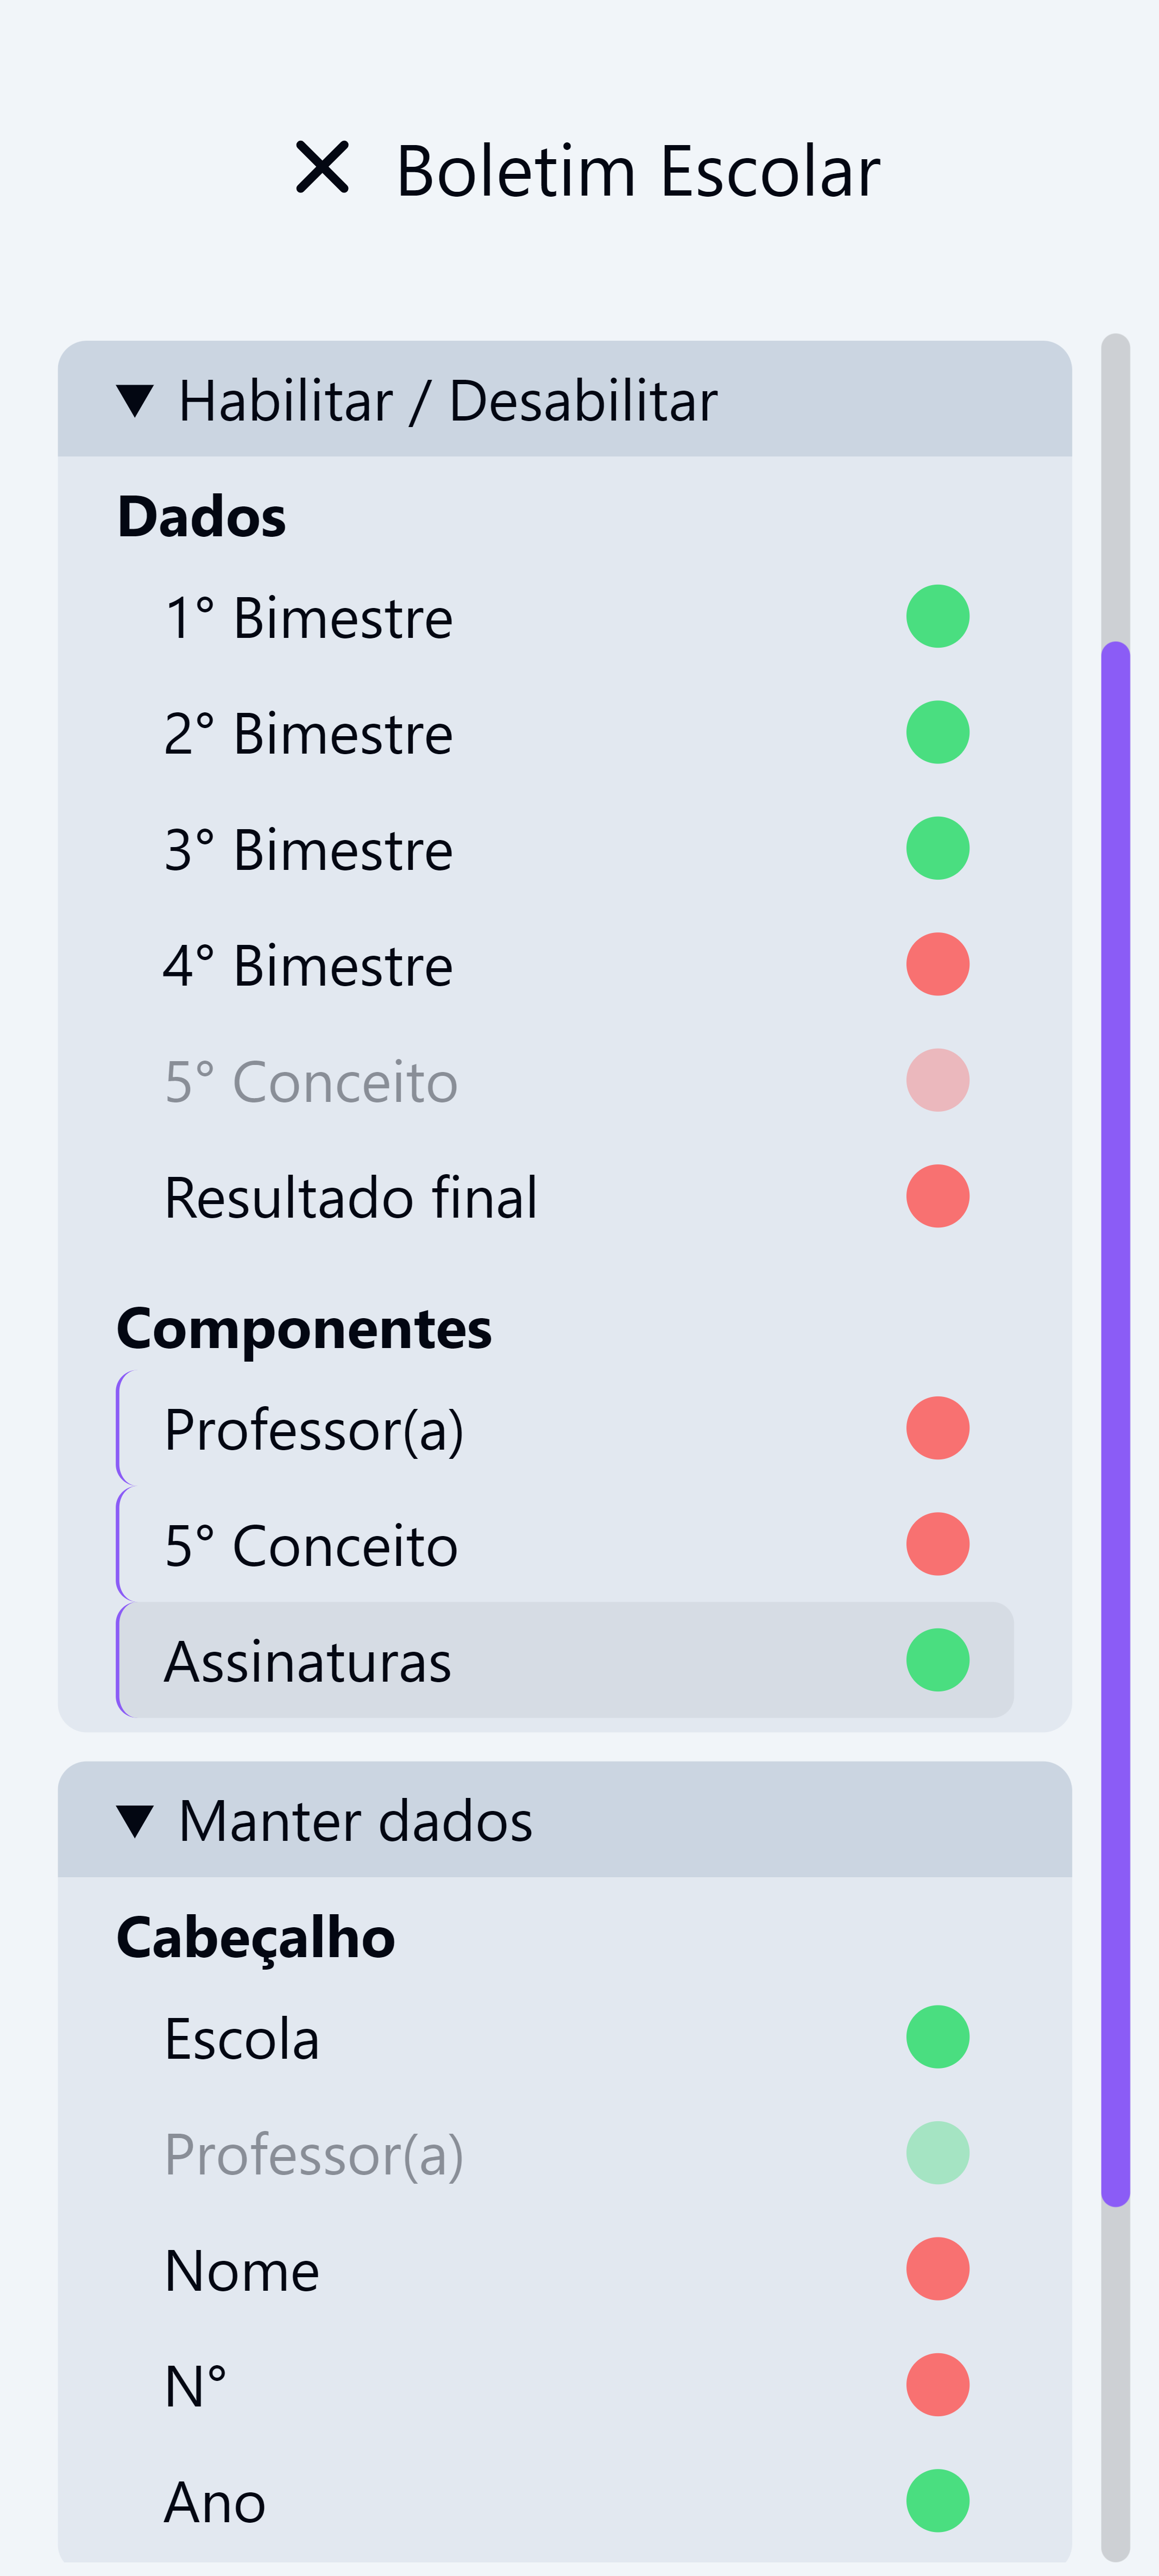 Boletim Escolar
Habilitar / Desabilitar
Dados
1° Bimestre
2° Bimestre
3° Bimestre
4° Bimestre
5° Conceito
Resultado final
Componentes
Professor(a)
5° Conceito
Assinaturas
Manter dados
Cabeçalho
Escola
Professor(a)
Nome
N°
Ano